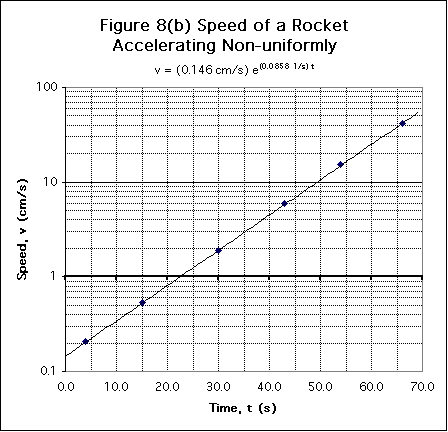 Figure 8(b) Speed of a Rocket
Accelerating Non-uniformly
v = (0.146 cm/s) e(0.0858 1/s) t
100
10
1
0.1
Speed, v (cm/s)
0.0 10.0 20.0 30.0 40.0 50.0 60.0 70.0
Time, t (s)